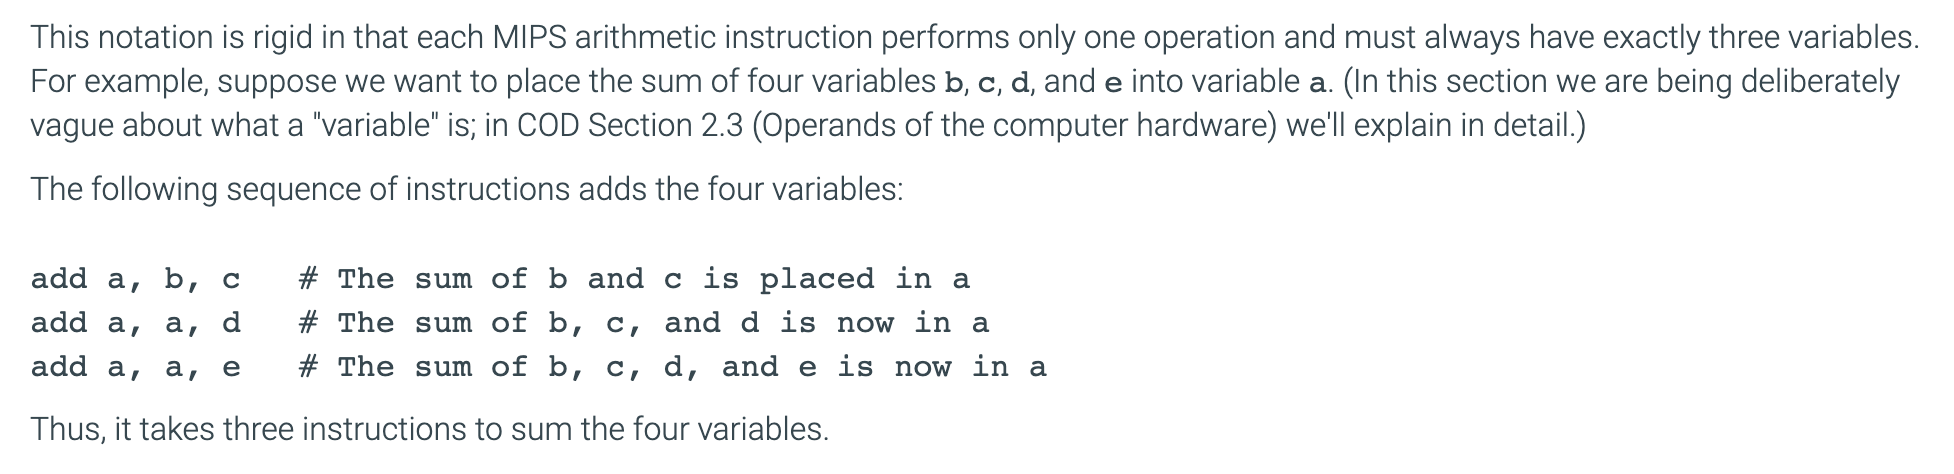 This notation is rigid in that each MIPS arithmetic instruction performs only one operation and must always have exactly three variables.
For example, suppose we want to place the sum of four variables b, c, d, and e into variable a. (In this section we are being deliberately
vague about what a "variable" is; in COD Section 2.3 (Operands of the computer hardware) we'll explain in detail.)
The following sequence of instructions adds the four variables:
add a, b, c   # The sum of b and c is placed in a
add a, a, d   # The sum of b, c, and d is now in a
add a, a, e   # The sum of b, c, d, and e is now in a
Thus, it takes three instructions to sum the four variables.